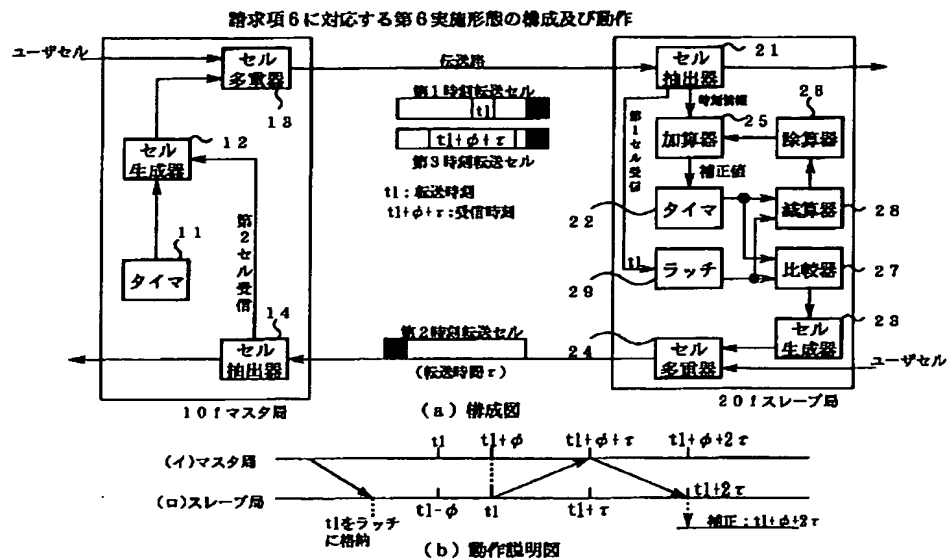 請求項6に対応する第6実施形態の構成及び動作
ユーザセル
セル
多重器
13
伝送路
セル
抽出器
21
第1時刻転送セル
t1
t1+φ+τ
第3時刻転送セル
t1:転送時刻
t1+φ+τ:受信時刻
時刻情報
第1セル受信
加算器
25
除算器
26
補正値
セル
生成器
12
タイマ
22
減算器
28
タイマ
11
第2セル受信
t1
ラッチ
29
比較器
27
セル
生成器
23
セル
抽出器
14
第2時刻転送セル
(転送時間τ)
24
セル
多重器
ユーザセル
10fマスタ局
(a) 構成図
20fスレーブ局
t1
t1+φ
t1+φ+τ
t1+φ+2τ
(イ)マスタ局
(ロ)スレーブ局
t1をラッチ
に格納
t1-φ
t1
t1+τ
t1+2τ
補正:t1+φ+2τ
(b) 動作説明図